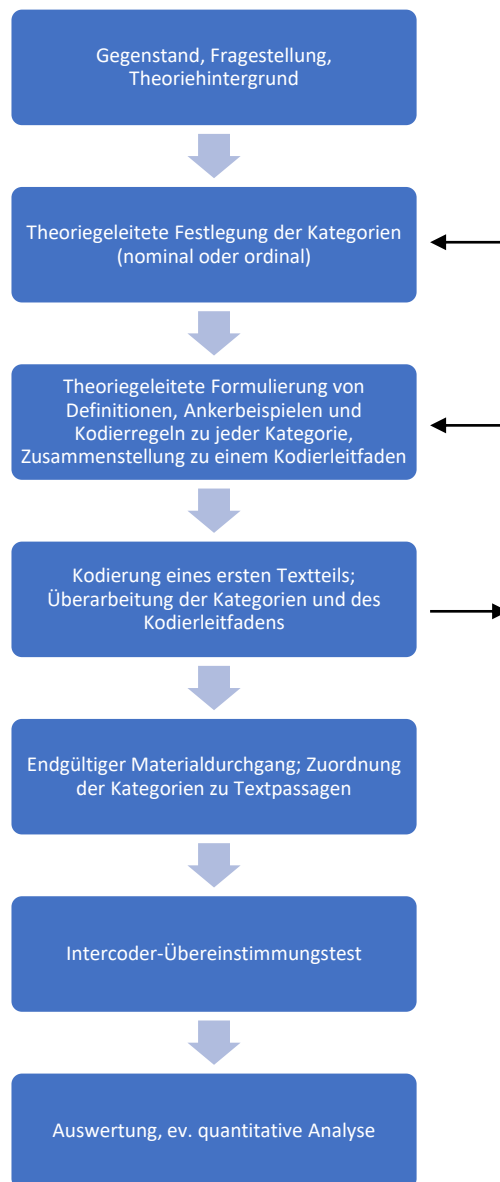 Gegenstand, Fragestellung,
Theoriehintergrund
Theoriegeleitete Festlegung der Kategorien
(nominal oder ordinal)
Theoriegeleitete Formulierung von
Definitionen, Ankerbeispielen und
Kodierregeln zu jeder Kategorie,
Zusammenstellung zu einem Kodierleitfaden
Kodierung eines ersten Textteils;
Überarbeitung der Kategorien und des
Kodierleitfadens
Endgültiger Materialdurchgang; Zuordnung
der Kategorien zu Textpassagen
Intercoder-Übereinstimmungstest
Auswertung, ev. quantitative Analyse